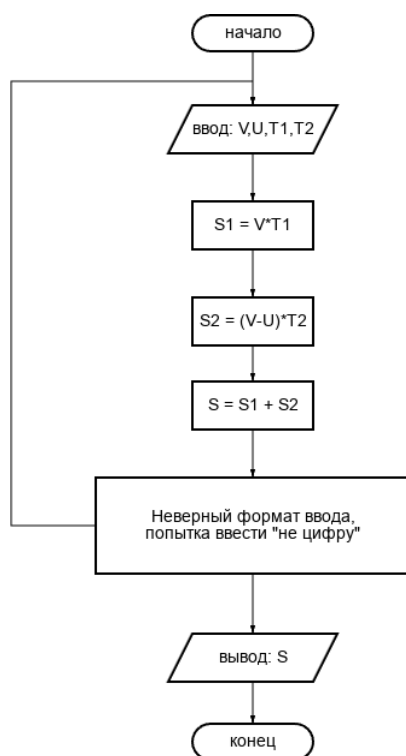 начало
ввод: V,U,T1,T2
S1 = V*T1
S2 = (V-U)*T2
S = S1 + S2
Неверный формат ввода,
попытка ввести "не цифру"
вывод: S
конец